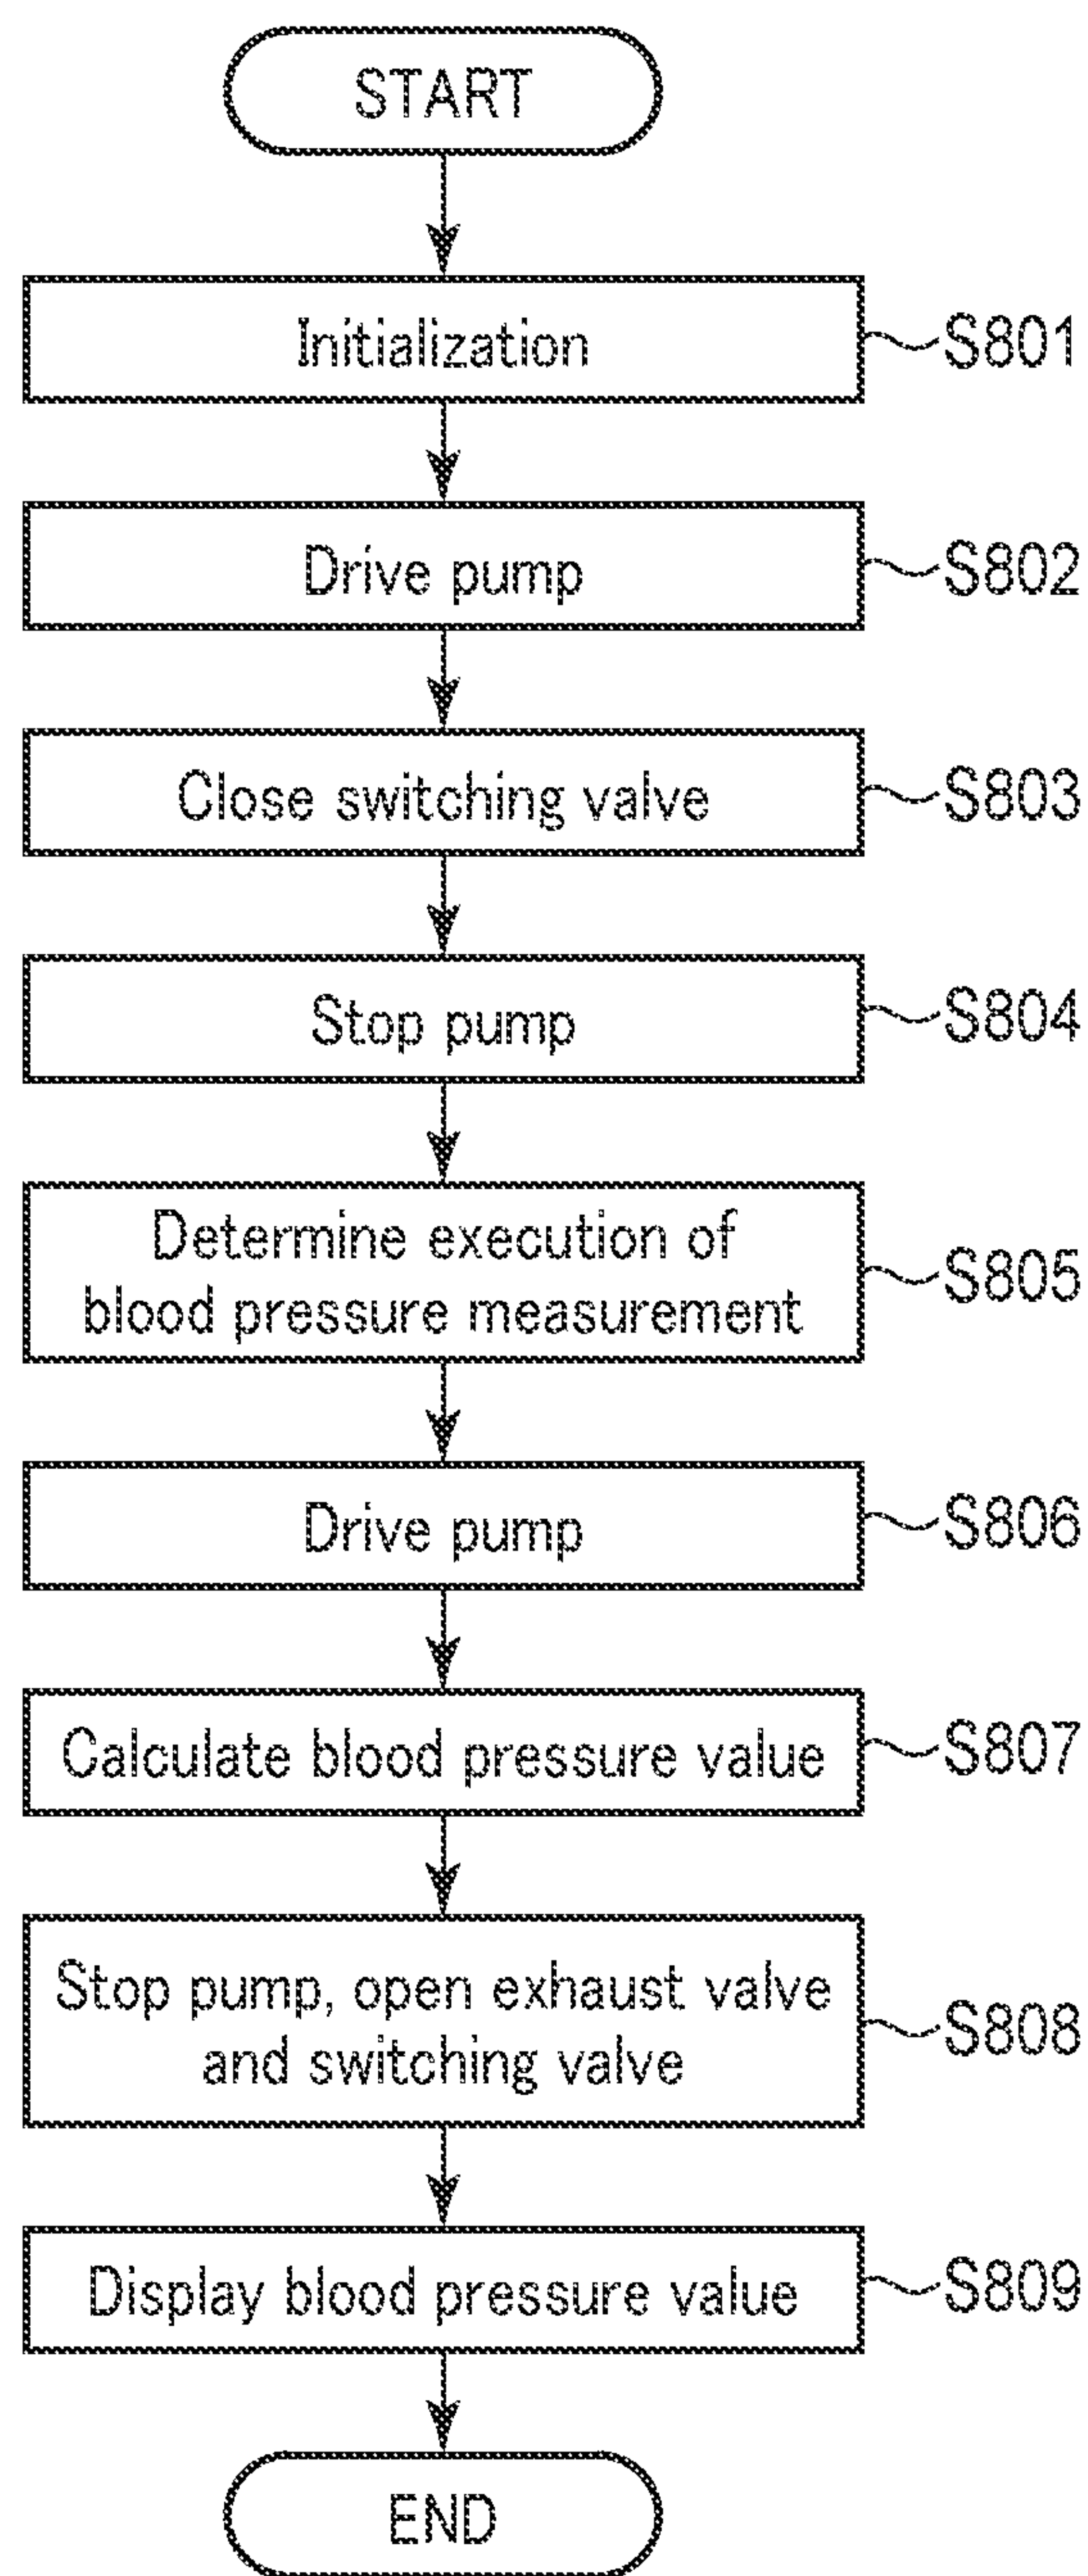 START
Initialization
S801
Drive pump
S802
Close switching valve
S803
Stop pump
S804
Determine execution of
blood pressure measurement
S805
Drive pump
S806
Calculate blood pressure value
S807
Stop pump, open exhaust valve
and switching valve
S808
Display blood pressure value
S809
END